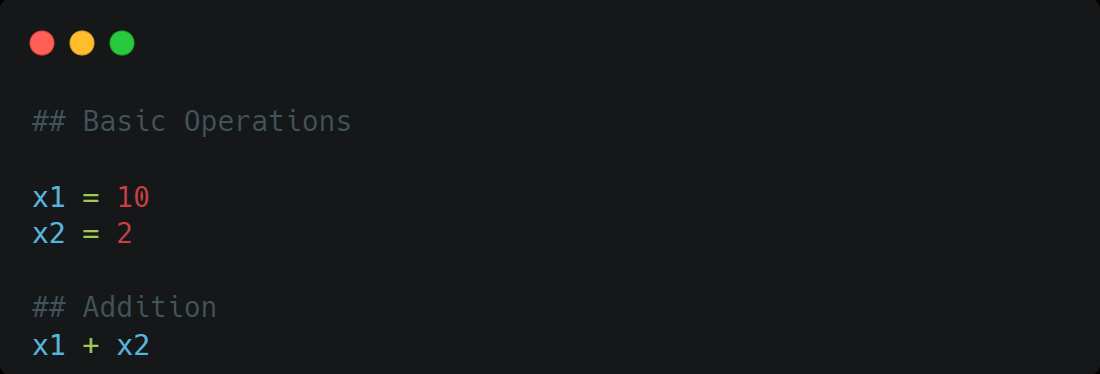 ## Basic Operations
x1 = 10
x2 = 2
## Addition
x1 + x2